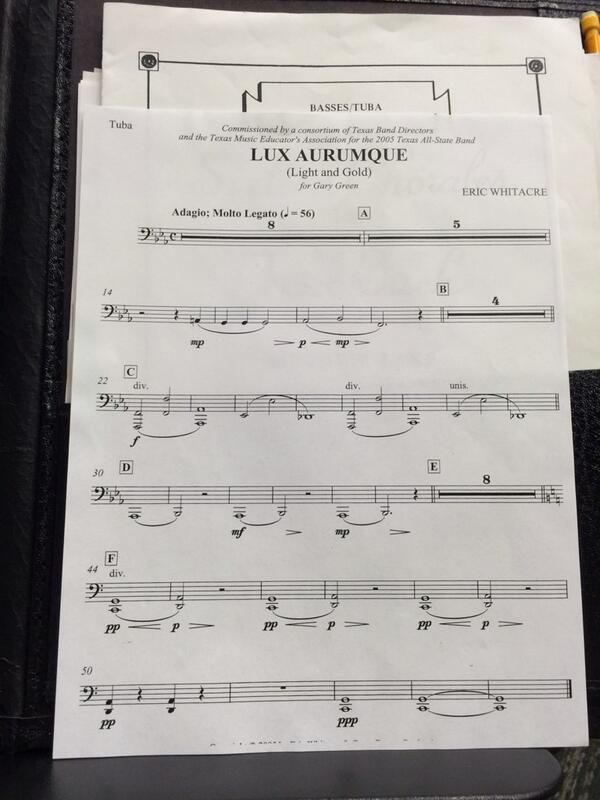 BASSES/TUBA
Tuba
Commissioned by a consortium of Texas Band Directors
and the Texas Music Educator's Association for the 2005 Texas All-State Band
LUX AURUMQUE
(Light and Gold)
for Gary Green
ERIC WHITACRE
Adagio; Molto Legato (♩ = 56)
A
8
5
14
B
4
mp
p
mp
22
C
div.
div.
unis.
f
30
D
E
8
mf
mp
44
F
div.
pp
p
pp
p
pp
p
50
pp
ppp